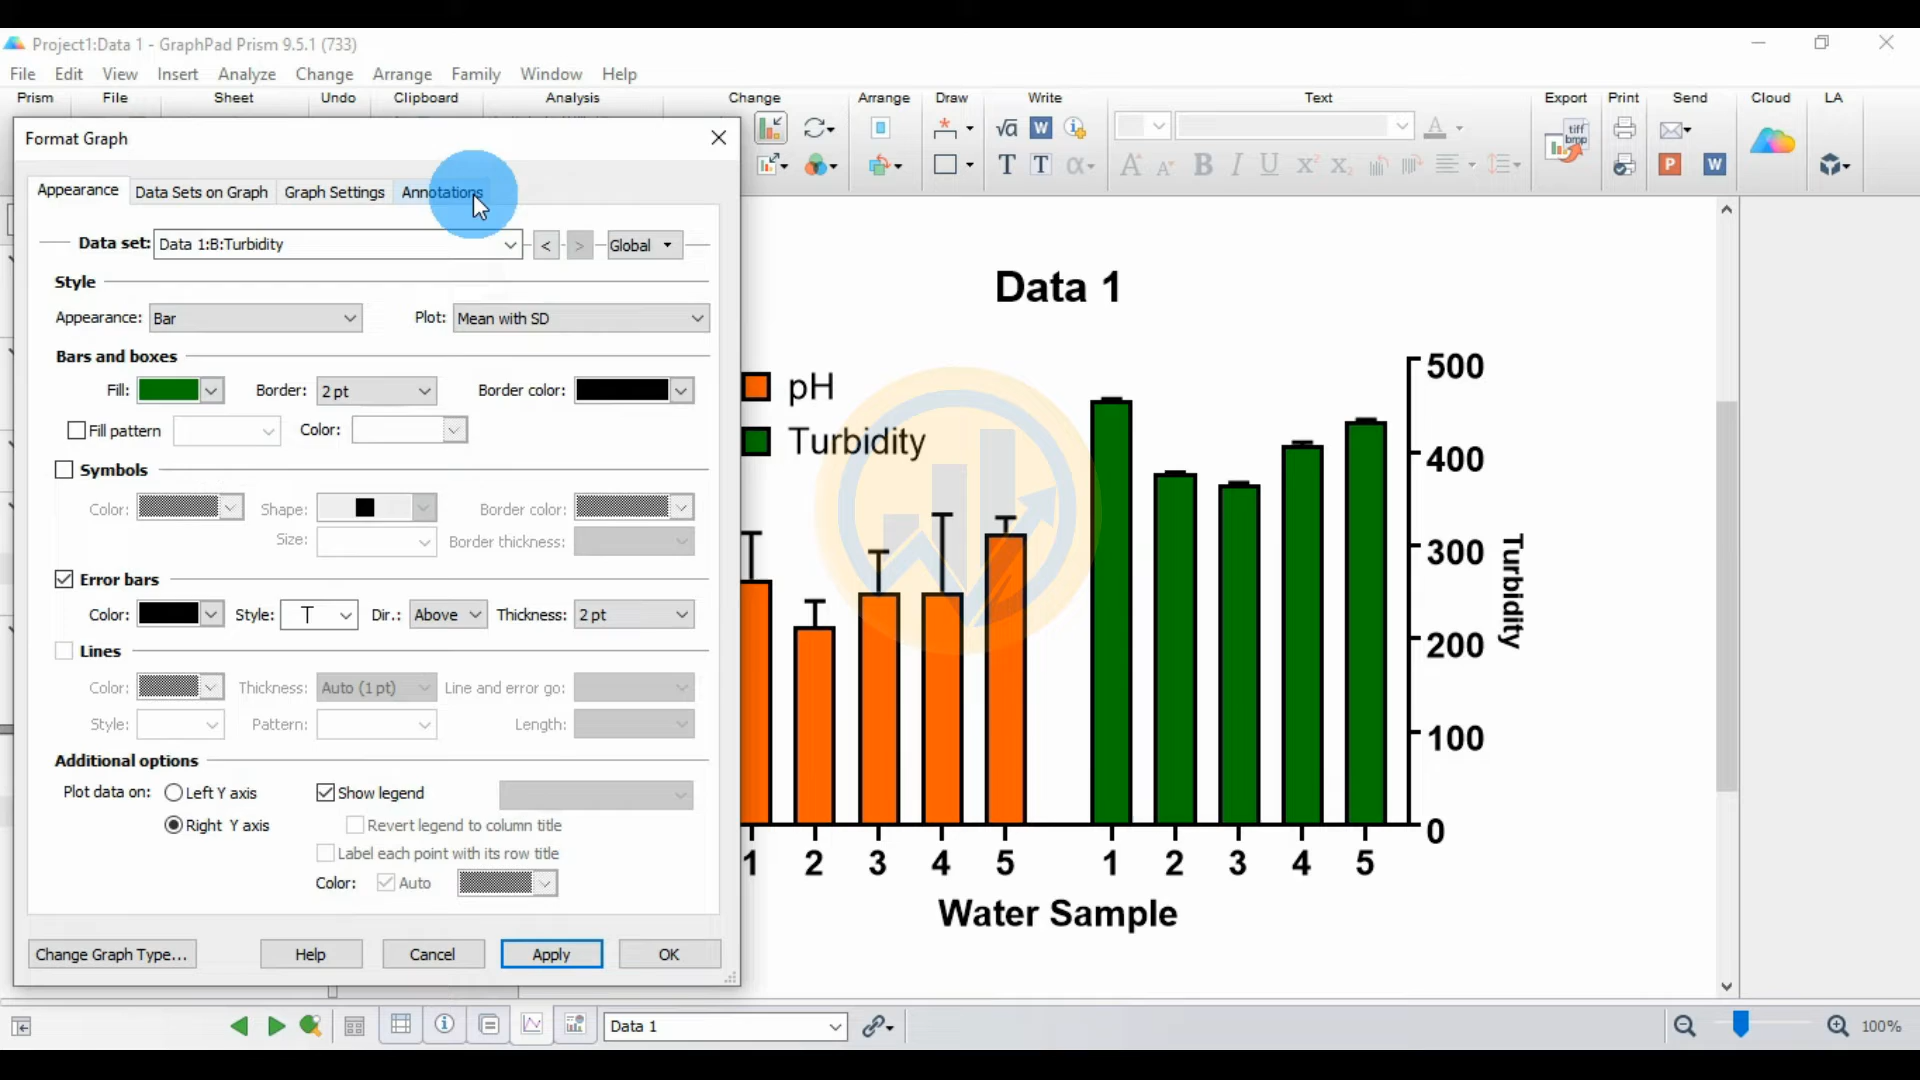 Project1:Data 1 - GraphPad Prism 9.5.1 (733)
File Edit View Insert Analyze Change Arrange Family Window Help
Prism File Sheet Undo Clipboard Analysis Change Arrange Draw Write Text Export Print Send Cloud LA
Format Graph
Appearance Data Sets on Graph Graph Settings Annotations
Data set: Data 1:B:Turbidity < > Global
Style
Appearance: Bar Plot: Mean with SD
Bars and boxes
Fill: Border: 2 pt Border color:
Fill pattern Color:
Symbols
Color: Shape: Border color:
Size: Border thickness:
Error bars
Color: Style: Dir.: Above Thickness: 2 pt
Lines
Color: Thickness: Auto (1 pt) Line and error go:
Style: Pattern: Length:
Additional options
Plot data on: Left Y axis Show legend
Right Y axis Revert legend to column title
Label each point with its row title
Color: Auto
Change Graph Type... Help Cancel Apply OK
tiff
bmp
Data 1
pH
Turbidity
500
400
300
200
100
0
Turbidity
1 2 3 4 5 1 2 3 4 5
Water Sample
Data 1
100%